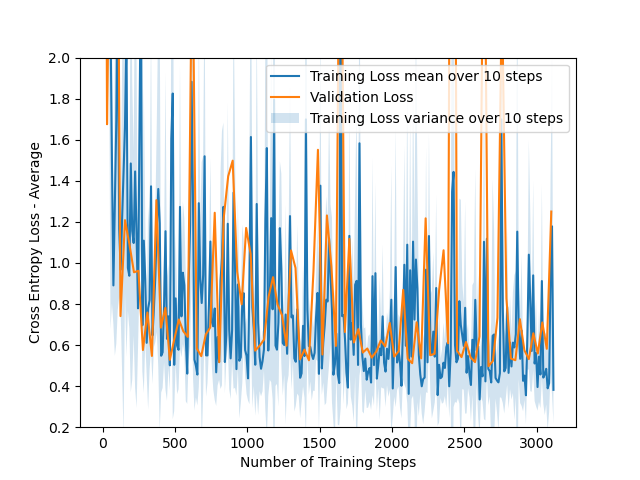 2.0
1.8
1.6
1.4
1.2
1.0
0.8
0.6
0.4
0.2
Cross Entropy Loss - Average
Training Loss mean over 10 steps
Validation Loss
Training Loss variance over 10 steps
0 500 1000 1500 2000 2500 3000
Number of Training Steps